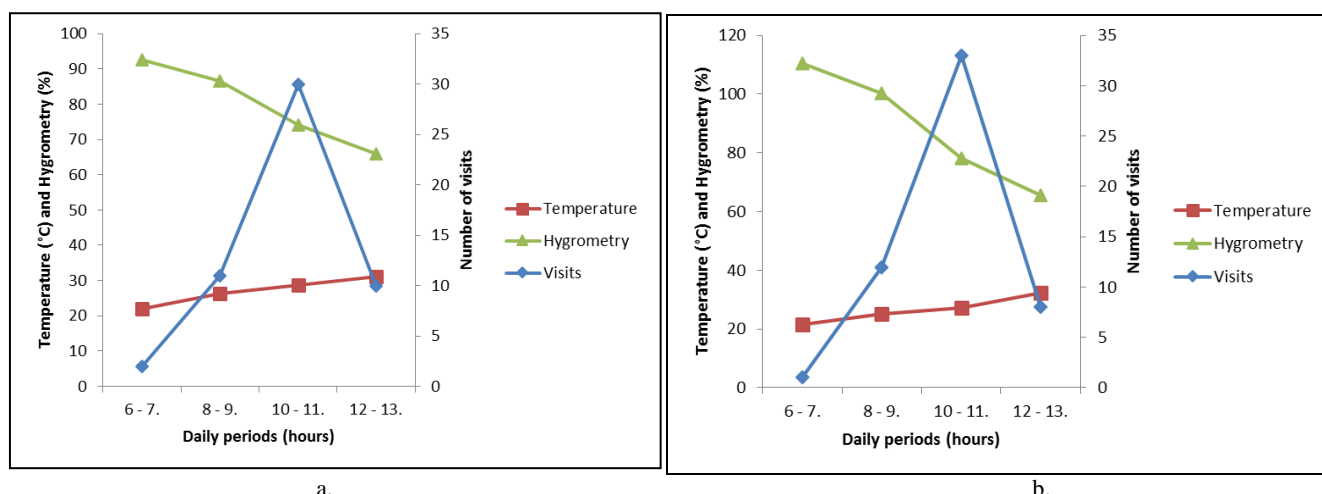 Temperature (°C) and Hygrometry (%)
100
90
80
70
60
50
40
30
20
10
0
35
30
25
20
15
10
5
0
Number of visits
6 - 7.
8 - 9.
10 - 11.
12 - 13.
Daily periods (hours)
Temperature
Hygrometry
Visits
a.
Temperature (°C) and Hygrometry (%)
120
100
80
60
40
20
0
35
30
25
20
15
10
5
0
Number of visits
6 - 7.
8 - 9.
10 - 11.
12 - 13.
Daily periods (hours)
Temperature
Hygrometry
Visits
b.